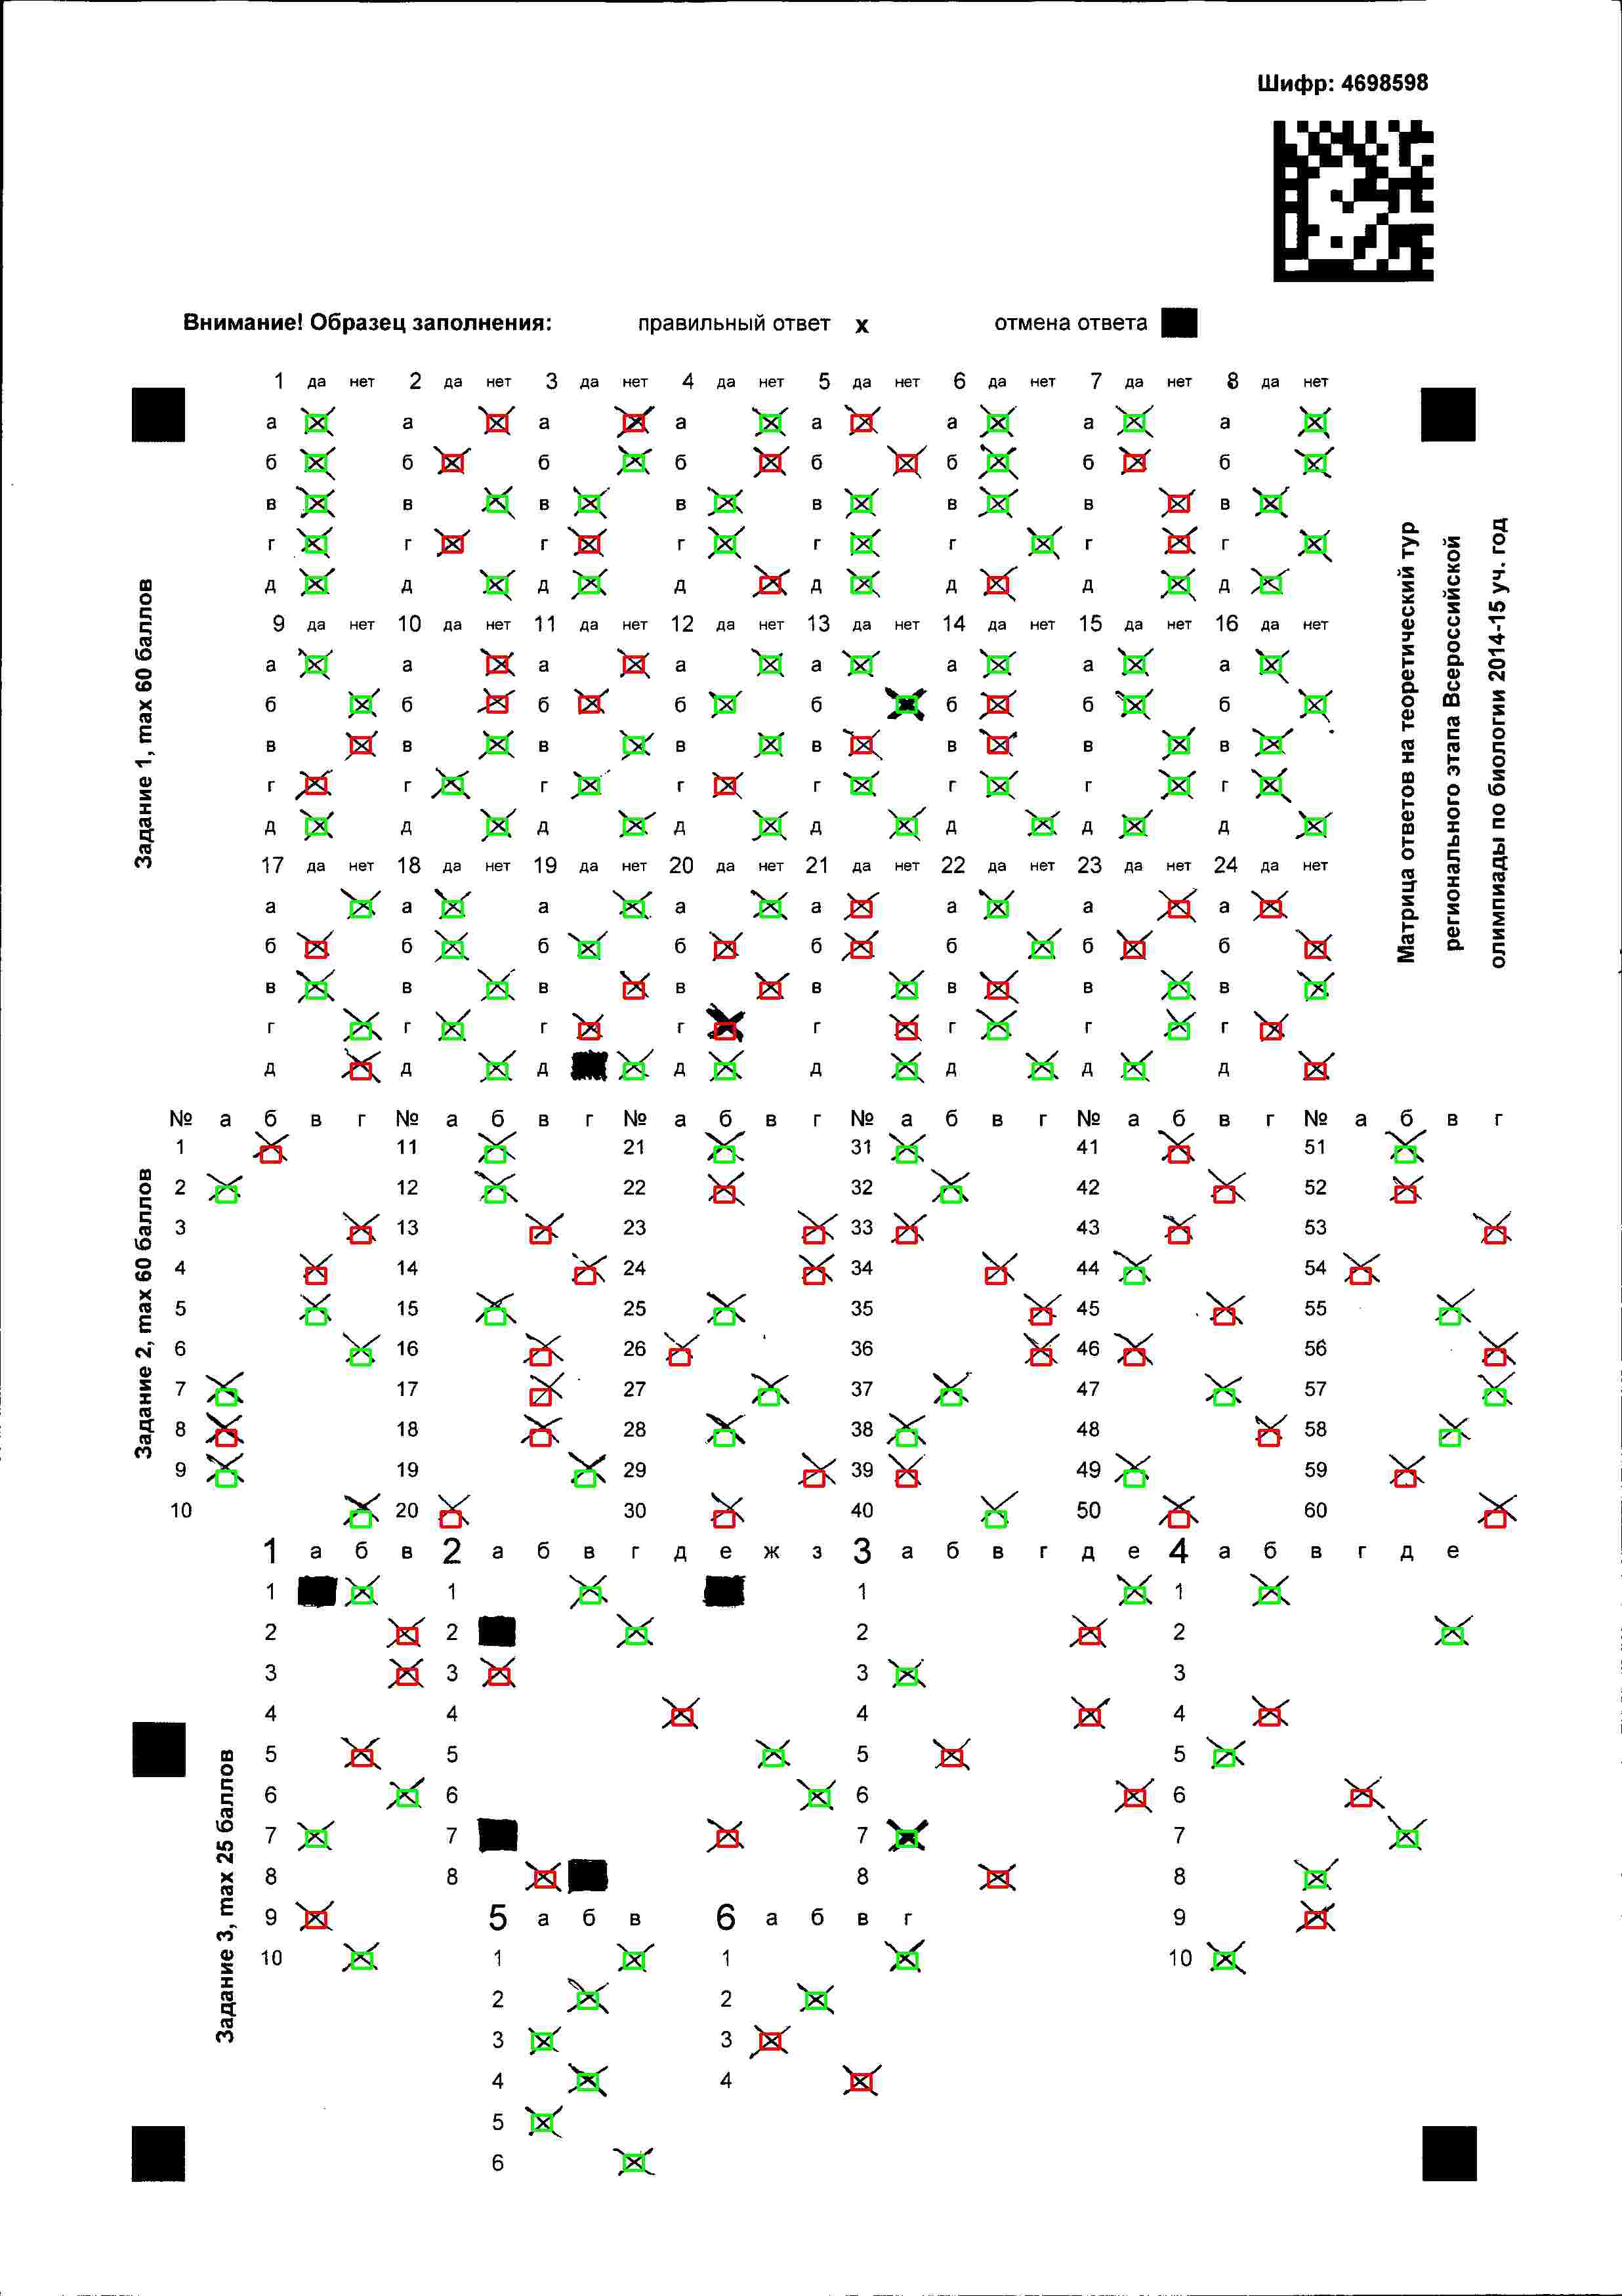 Шифр: 4698598
Внимание! Образец заполнения: правильный ответ x отмена ответа
1 да нет 2 да нет 3 да нет 4 да нет 5 да нет 6 да нет 7 да нет 8 да нет
а а а а а а а а
б б б б б б б б
в в в в в в в в
г г г г г г г г
д д д д д д д д
9 да нет 10 да нет 11 да нет 12 да нет 13 да нет 14 да нет 15 да нет 16 да нет
а а а а а а а а
б б б б б б б б
в в в в в в в в
г г г г г г г г
д д д д д д д д
17 да нет 18 да нет 19 да нет 20 да нет 21 да нет 22 да нет 23 да нет 24 да нет
а а а а а а а а
б б б б б б б б
в в в в в в в в
г г г г г г г г
д д д д д д д д
Задание 1, max 60 баллов
Матрица ответов на теоретический тур
регионального этапа Всероссийской
олимпиады по биологии 2014-15 уч. год
№ а б в г № а б в г № а б в г № а б в г № а б в г № а б в г
1 11 21 31 41 51
2 12 22 32 42 52
3 13 23 33 43 53
4 14 24 34 44 54
5 15 25 35 45 55
6 16 26 36 46 56
7 17 27 37 47 57
8 18 28 38 48 58
9 19 29 39 49 59
10 20 30 40 50 60
Задание 2, max 60 баллов
1 а б в 2 а б в г д е ж з 3 а б в г д е 4 а б в г д е
1 1 1 1
2 2 2 2
3 3 3 3
4 4 4 4
5 5 5 5
6 6 6 6
7 7 7 7
8 8 8 8
9 5 а б в 6 а б в г 9
10 1 1 10
2 2
3 3
4 4
5
6
Задание 3, max 25 баллов